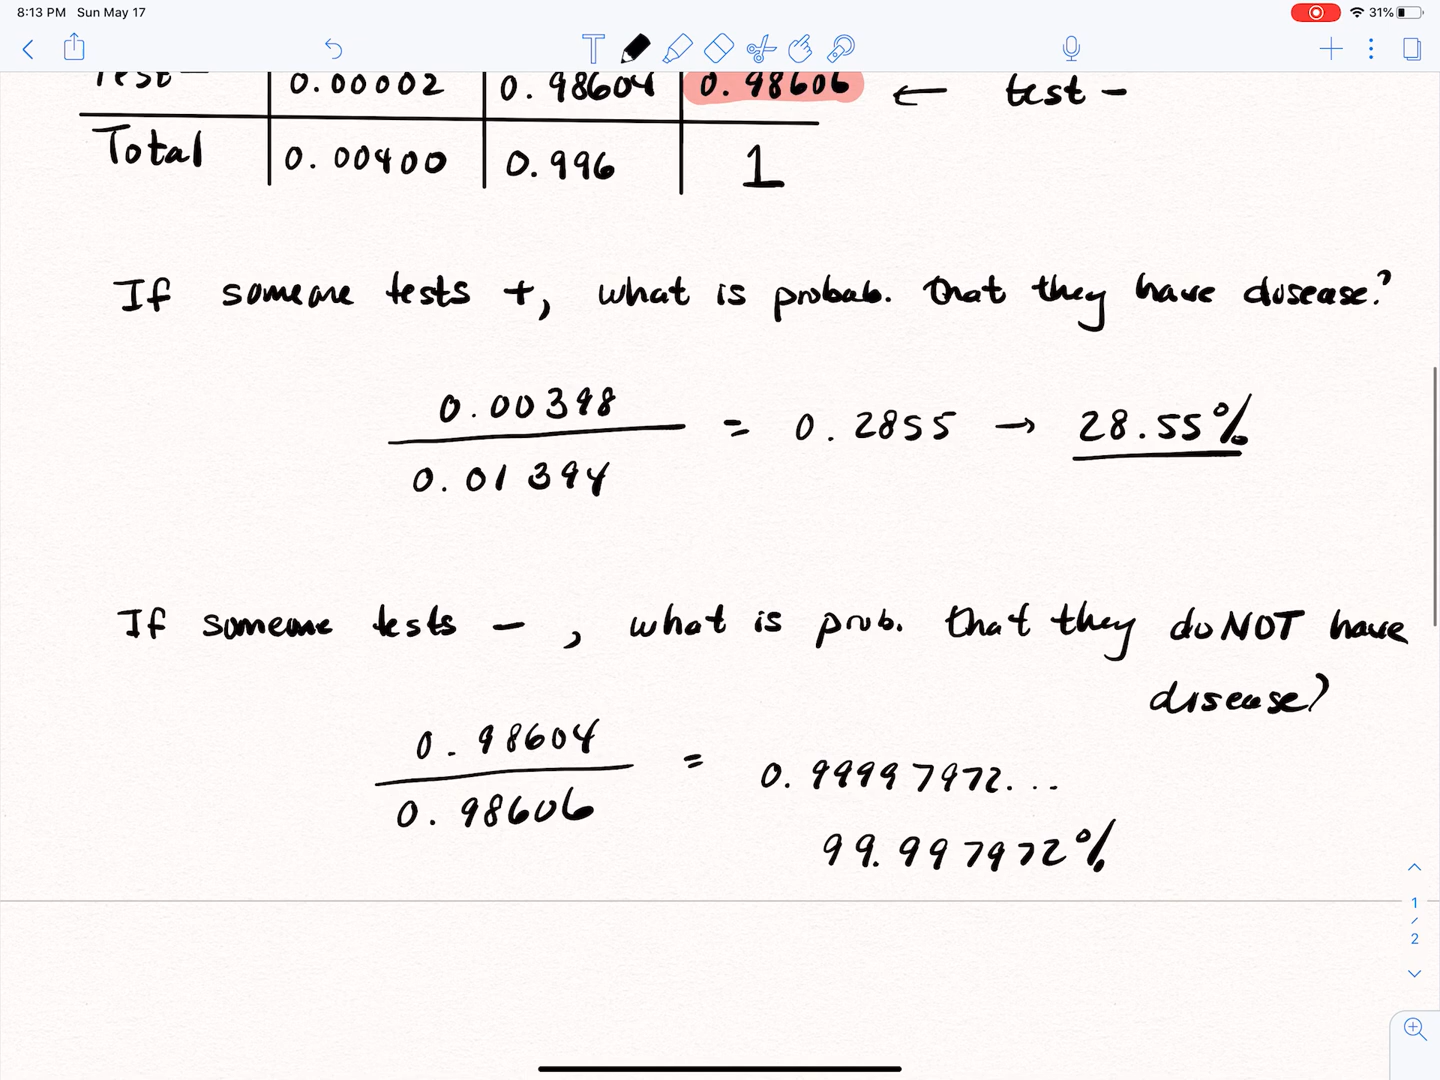 8:13 PM Sun May 17
31%
Test – 0.00002 0.98604 0.98606 ← test –
Total 0.00400 0.996 1
If someone tests +, what is probab. that they have disease?
0.00398
= 0.2855 → 28.55%
0.01394
If someone tests – , what is prob. that they do NOT have
disease?
0.98604
= 0.99997972...
0.98606
99.997972%
1
/
2